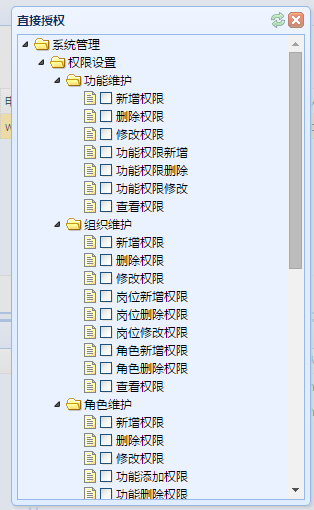 直接授权
系统管理
权限设置
功能维护
新增权限
删除权限
修改权限
功能权限新增
功能权限删除
功能权限修改
查看权限
组织维护
新增权限
删除权限
修改权限
岗位新增权限
岗位删除权限
岗位修改权限
角色新增权限
角色删除权限
查看权限
角色维护
新增权限
删除权限
修改权限
功能添加权限
功能删除权限